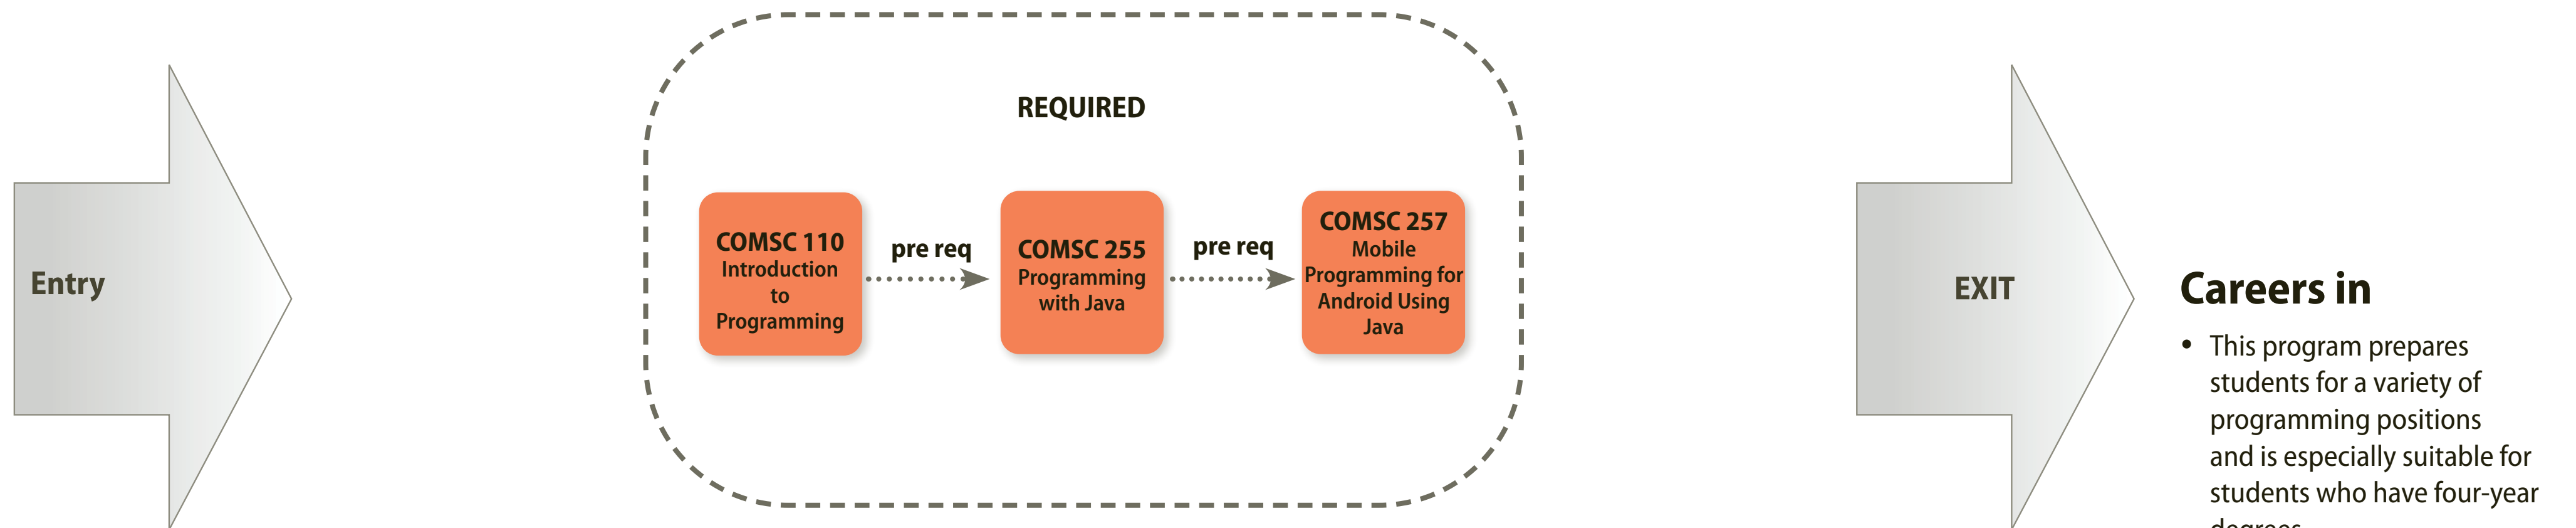 Entry
REQUIRED
COMSC 110
Introduction
to
Programming
pre req
COMSC 255
Programming
with Java
pre req
COMSC 257
Mobile
Programming for
Android Using
Java
EXIT
Careers in
• This program prepares
students for a variety of
programming positions
and is especially suitable for
students who have four-year